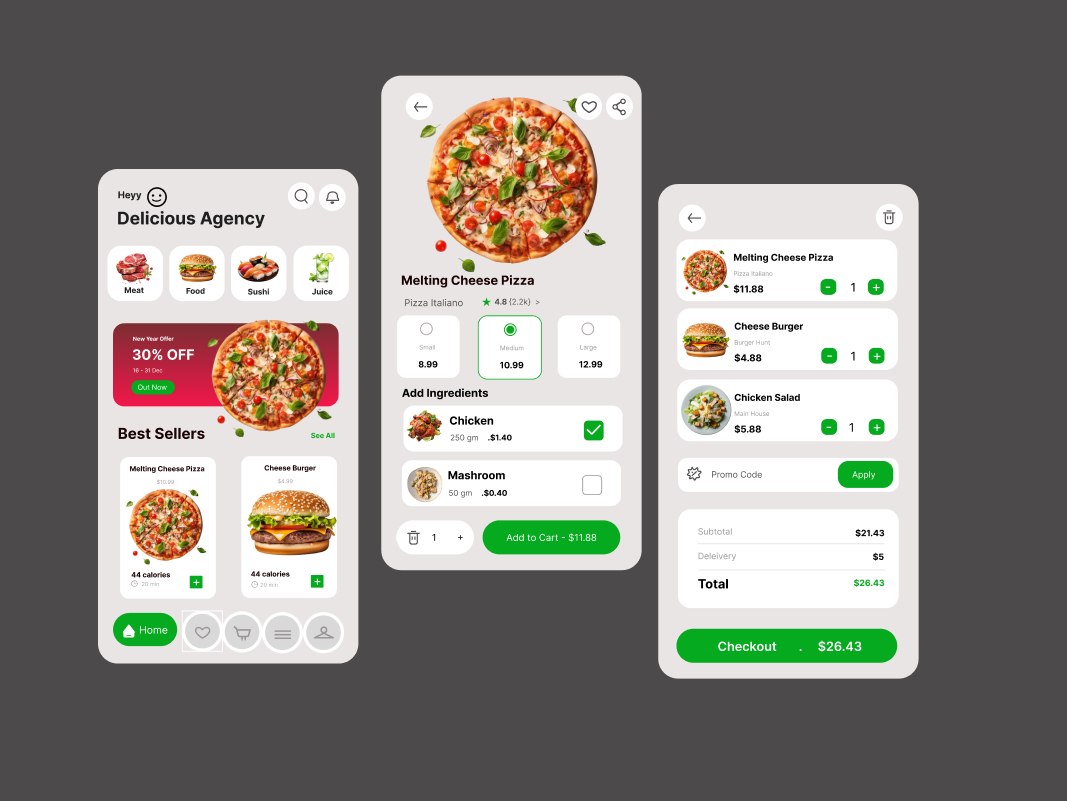 Heyy
Delicious Agency
Meat
Food
Sushi
Juice
New Year Offer
30% OFF
16 - 31 Dec
Out Now
Best Sellers
See All
Melting Cheese Pizza
$10.99
44 calories
20 min
Cheese Burger
$4.99
44 calories
20 min
Home
Melting Cheese Pizza
Pizza Italiano
4.8 (2.2k) >
Small
8.99
Medium
10.99
Large
12.99
Add Ingredients
Chicken
250 gm .$1.40
Mashroom
50 gm .$0.40
1 +
Add to Cart - $11.88
Melting Cheese Pizza
Pizza Italiano
$11.88
- 1 +
Cheese Burger
Burger Hunt
$4.88
- 1 +
Chicken Salad
Main House
$5.88
- 1 +
Promo Code
Apply
Subtotal $21.43
Deleivery $5
Total $26.43
Checkout . $26.43